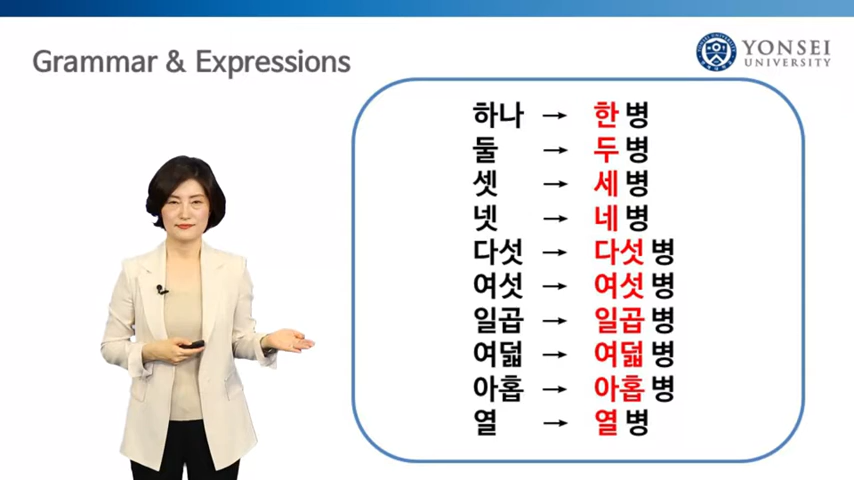 Grammar & Expressions
YONSEI
UNIVERSITY
하나 → 한 병
둘 → 두 병
셋 → 세 병
넷 → 네 병
다섯 → 다섯 병
여섯 → 여섯 병
일곱 → 일곱 병
여덟 → 여덟 병
아홉 → 아홉 병
열 → 열 병